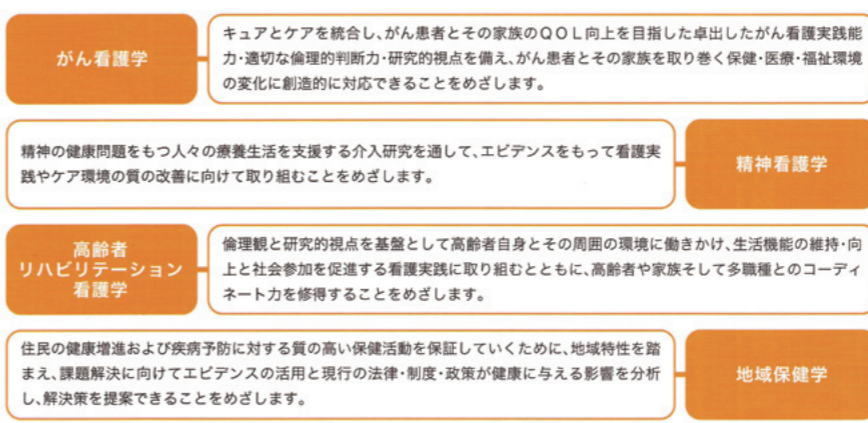 がん看護学
キュアとケアを統合し、がん患者とその家族のQOL向上を目指した卓出したがん看護実践能
力・適切な倫理的判断力・研究的視点を備え、がん患者とその家族を取り巻く保健・医療・福祉環境
の変化に創造的に対応できることをめざします。
精神の健康問題をもつ人々の療養生活を支援する介入研究を通して、エビデンスをもって看護実
践やケア環境の質の改善に向けて取り組むことをめざします。
精神看護学
高齢者
リハビリテーション
看護学
倫理観と研究的視点を基盤として高齢者自身とその周囲の環境に働きかけ、生活機能の維持・向
上と社会参加を促進する看護実践に取り組むとともに、高齢者や家族そして多職種とのコーディ
ネート力を修得することをめざします。
住民の健康増進および疾病予防に対する質の高い保健活動を保証していくために、地域特性を踏
まえ、課題解決に向けてエビデンスの活用と現行の法律・制度・政策が健康に与える影響を分析
し、解決策を提案できることをめざします。
地域保健学